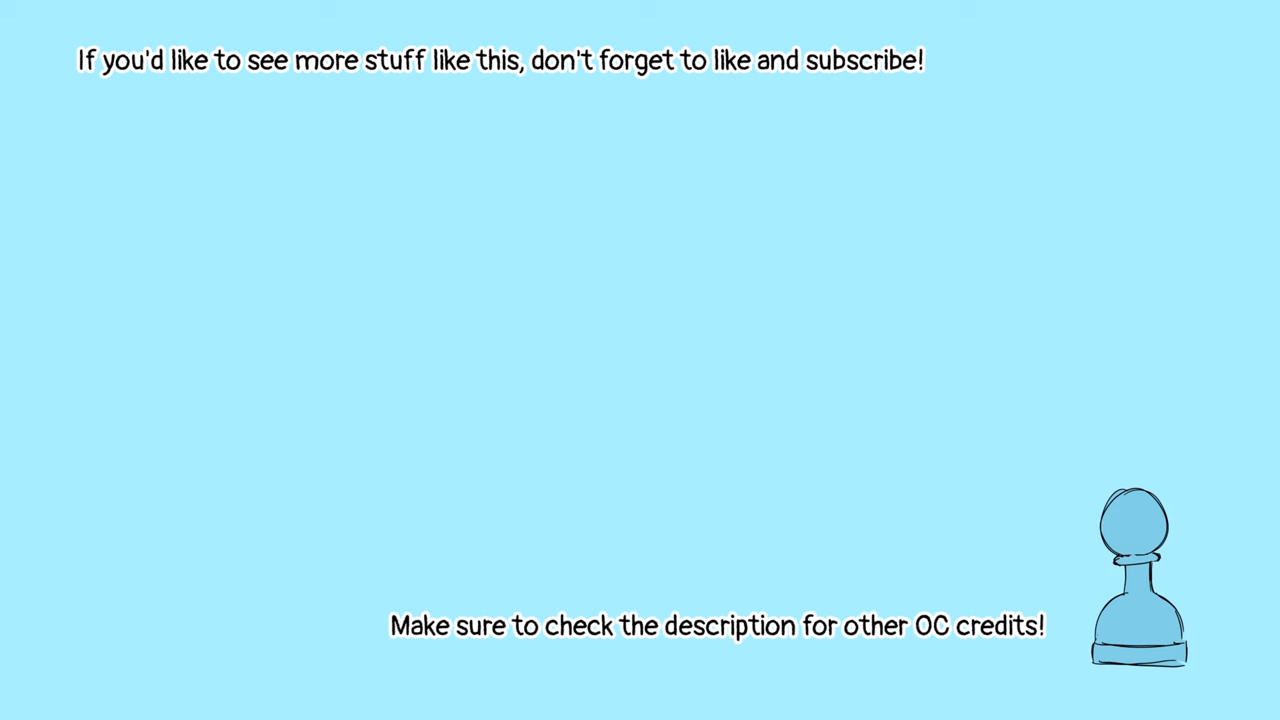 If you'd like to see more stuff like this, don't forget to like and subscribe!
Make sure to check the description for other OC credits!